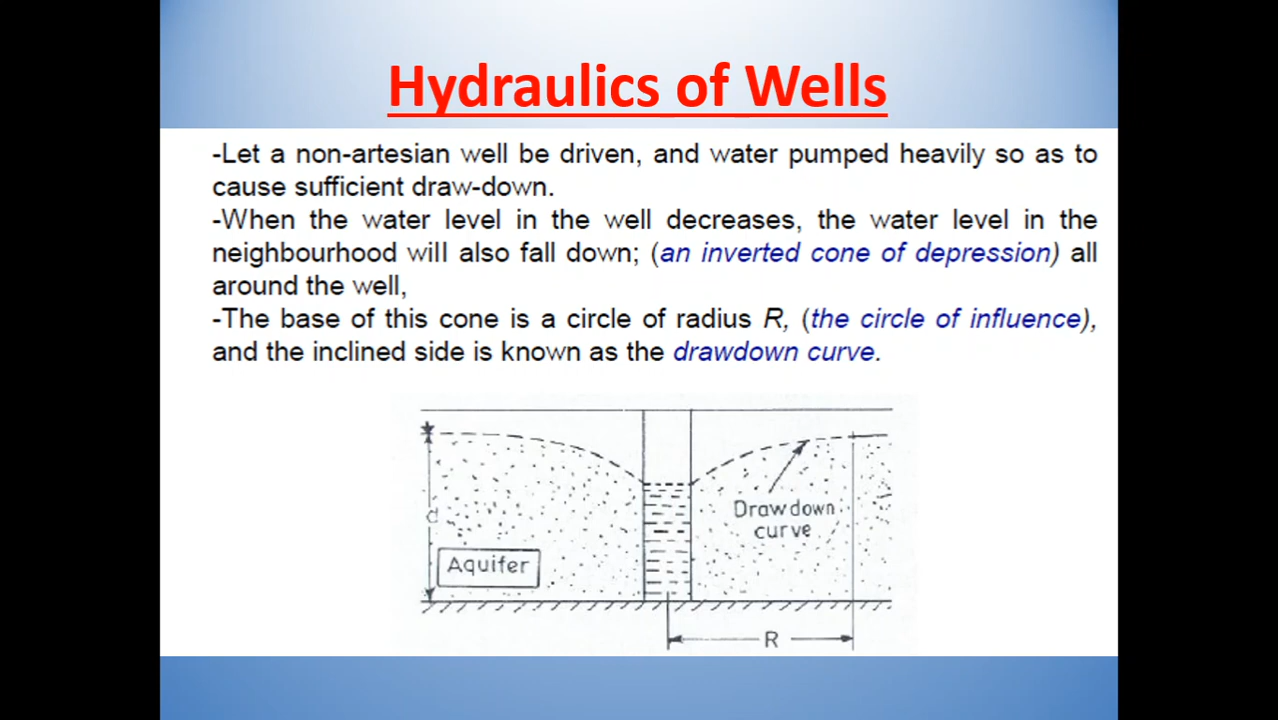 Hydraulics of Wells
-Let a non-artesian well be driven, and water pumped heavily so as to
cause sufficient draw-down.
-When the water level in the well decreases, the water level in the
neighbourhood will also fall down; (an inverted cone of depression) all
around the well,
-The base of this cone is a circle of radius R, (the circle of influence),
and the inclined side is known as the drawdown curve.
d
Drawdown
curve
Aquifer
R